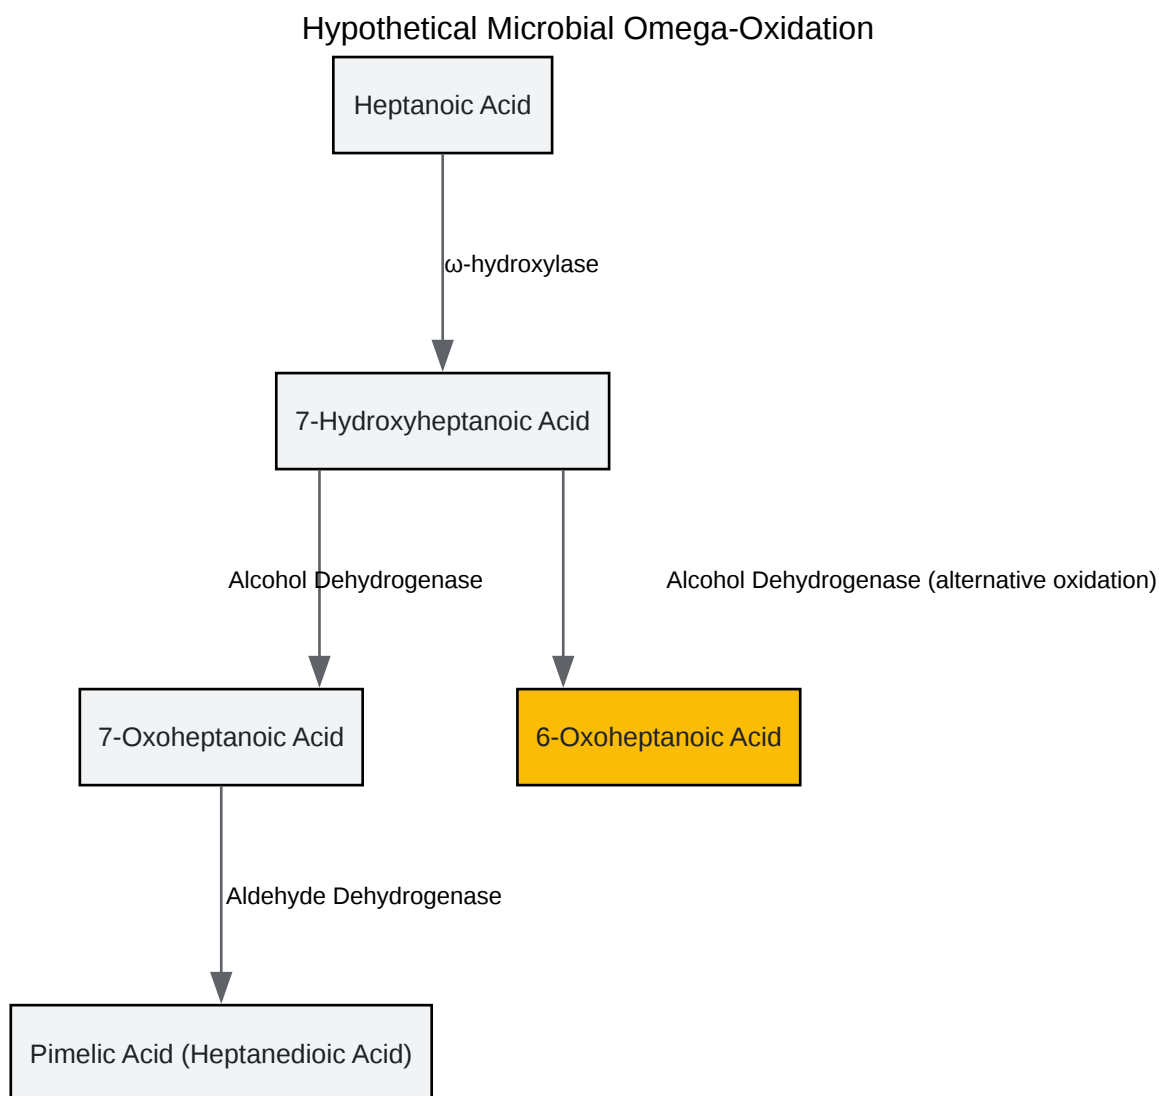 Hypothetical Microbial Omega-Oxidation
Heptanoic Acid
ω-hydroxylase
7-Hydroxyheptanoic Acid
Alcohol Dehydrogenase
Alcohol Dehydrogenase (alternative oxidation)
7-Oxoheptanoic Acid
6-Oxoheptanoic Acid
Aldehyde Dehydrogenase
Pimelic Acid (Heptanedioic Acid)